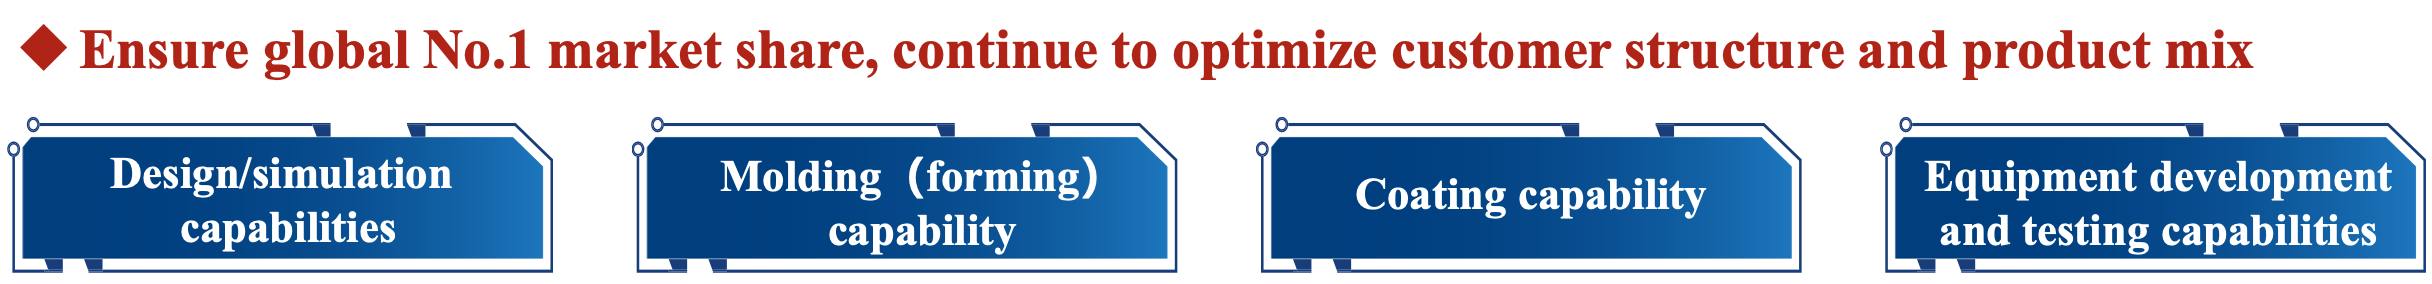 Ensure global No.1 market share, continue to optimize customer structure and product mix
Design/simulation
capabilities
Molding（forming）
capability
Coating capability
Equipment development
and testing capabilities